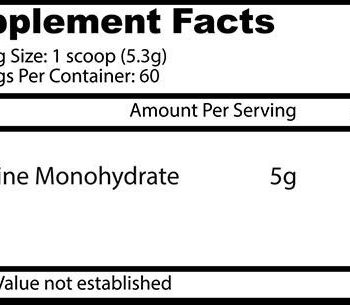 pplement Facts
g Size: 1 scoop (5.3g)
gs Per Container: 60
Amount Per Serving
ine Monohydrate 5g
Value not established